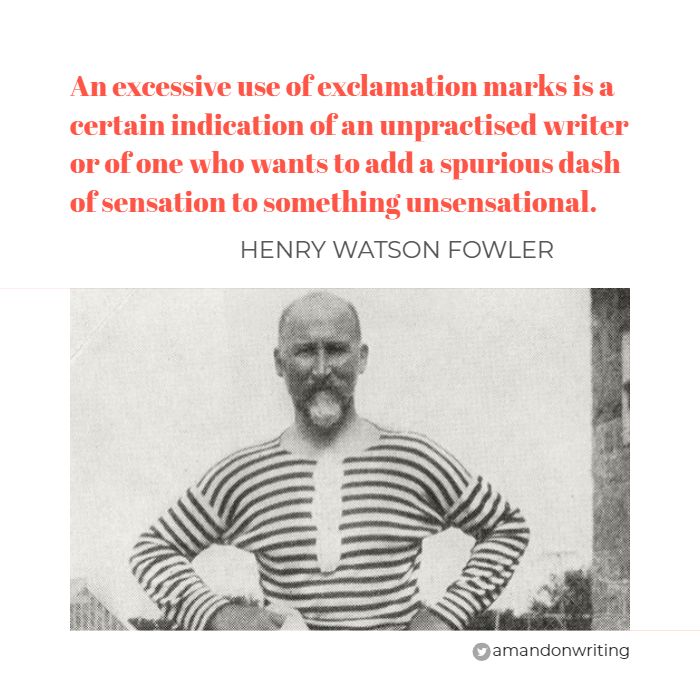 An excessive use of exclamation marks is a
certain indication of an unpractised writer
or of one who wants to add a spurious dash
of sensation to something unsensational.
HENRY WATSON FOWLER
amandonwriting